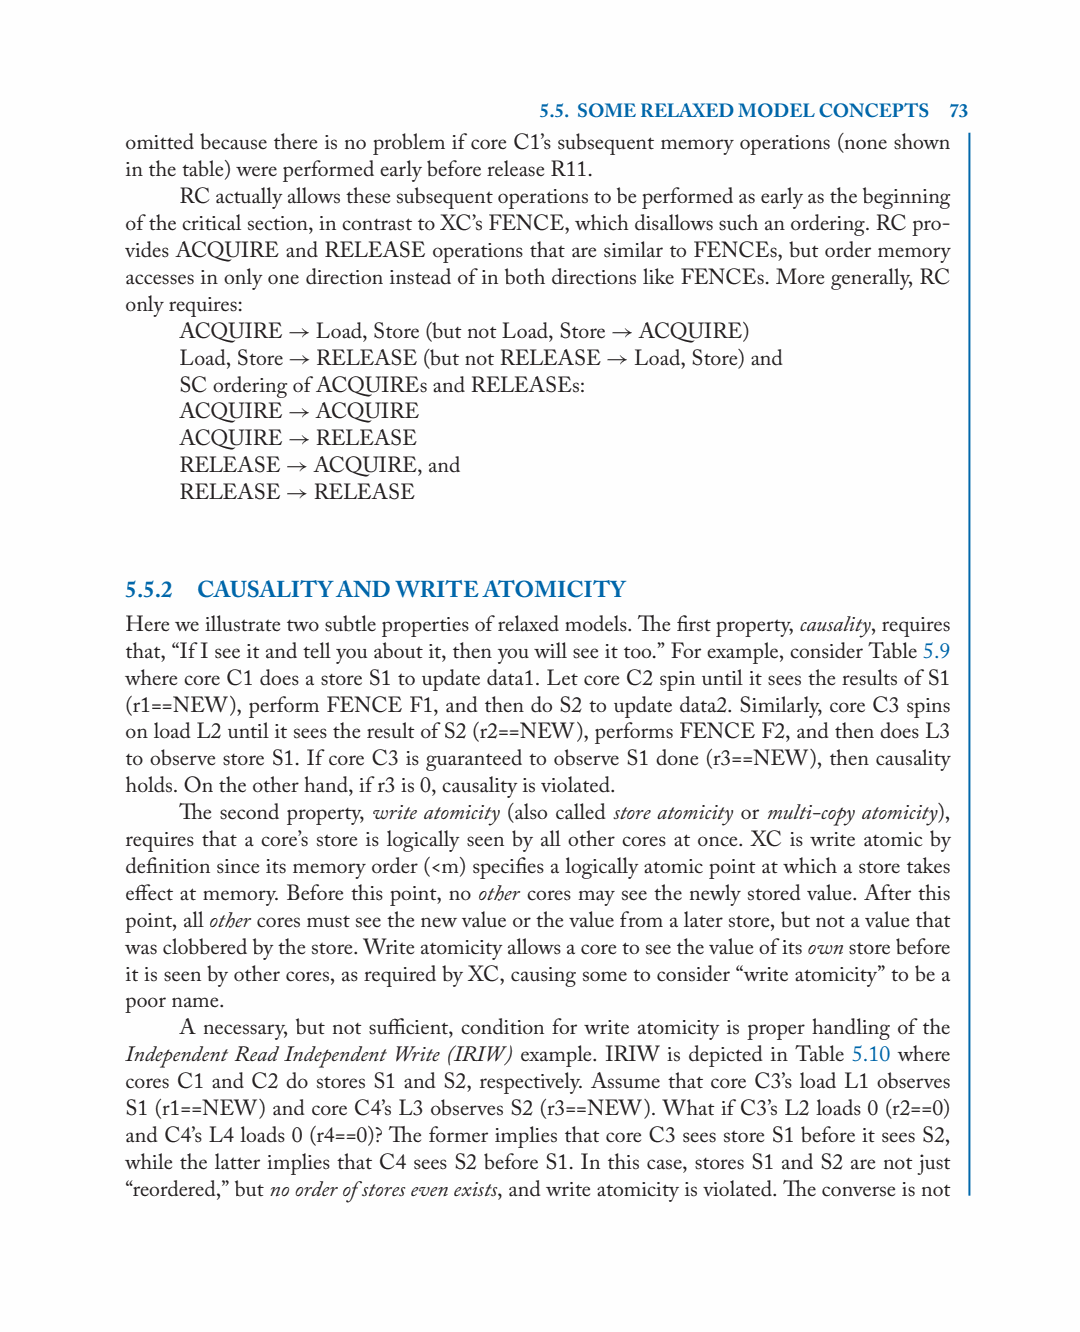 5.5. SOME RELAXED MODEL CONCEPTS 73
omitted because there is no problem if core C1’s subsequent memory operations (none shown
in the table) were performed early before release R11.
RC actually allows these subsequent operations to be performed as early as the beginning
of the critical section, in contrast to XC’s FENCE, which disallows such an ordering. RC pro-
vides ACQUIRE and RELEASE operations that are similar to FENCEs, but order memory
accesses in only one direction instead of in both directions like FENCEs. More generally, RC
only requires:
ACQUIRE → Load, Store (but not Load, Store → ACQUIRE)
Load, Store → RELEASE (but not RELEASE → Load, Store) and
SC ordering of ACQUIREs and RELEASEs:
ACQUIRE → ACQUIRE
ACQUIRE → RELEASE
RELEASE → ACQUIRE, and
RELEASE → RELEASE
5.5.2 CAUSALITY AND WRITE ATOMICITY
Here we illustrate two subtle properties of relaxed models. The first property, causality, requires
that, “If I see it and tell you about it, then you will see it too.” For example, consider Table 5.9
where core C1 does a store S1 to update data1. Let core C2 spin until it sees the results of S1
(r1==NEW), perform FENCE F1, and then do S2 to update data2. Similarly, core C3 spins
on load L2 until it sees the result of S2 (r2==NEW), performs FENCE F2, and then does L3
to observe store S1. If core C3 is guaranteed to observe S1 done (r3==NEW), then causality
holds. On the other hand, if r3 is 0, causality is violated.
The second property, write atomicity (also called store atomicity or multi-copy atomicity),
requires that a core’s store is logically seen by all other cores at once. XC is write atomic by
definition since its memory order (<m) specifies a logically atomic point at which a store takes
effect at memory. Before this point, no other cores may see the newly stored value. After this
point, all other cores must see the new value or the value from a later store, but not a value that
was clobbered by the store. Write atomicity allows a core to see the value of its own store before
it is seen by other cores, as required by XC, causing some to consider “write atomicity” to be a
poor name.
A necessary, but not sufficient, condition for write atomicity is proper handling of the
Independent Read Independent Write (IRIW) example. IRIW is depicted in Table 5.10 where
cores C1 and C2 do stores S1 and S2, respectively. Assume that core C3’s load L1 observes
S1 (r1==NEW) and core C4’s L3 observes S2 (r3==NEW). What if C3’s L2 loads 0 (r2==0)
and C4’s L4 loads 0 (r4==0)? The former implies that core C3 sees store S1 before it sees S2,
while the latter implies that C4 sees S2 before S1. In this case, stores S1 and S2 are not just
“reordered,” but no order of stores even exists, and write atomicity is violated. The converse is not